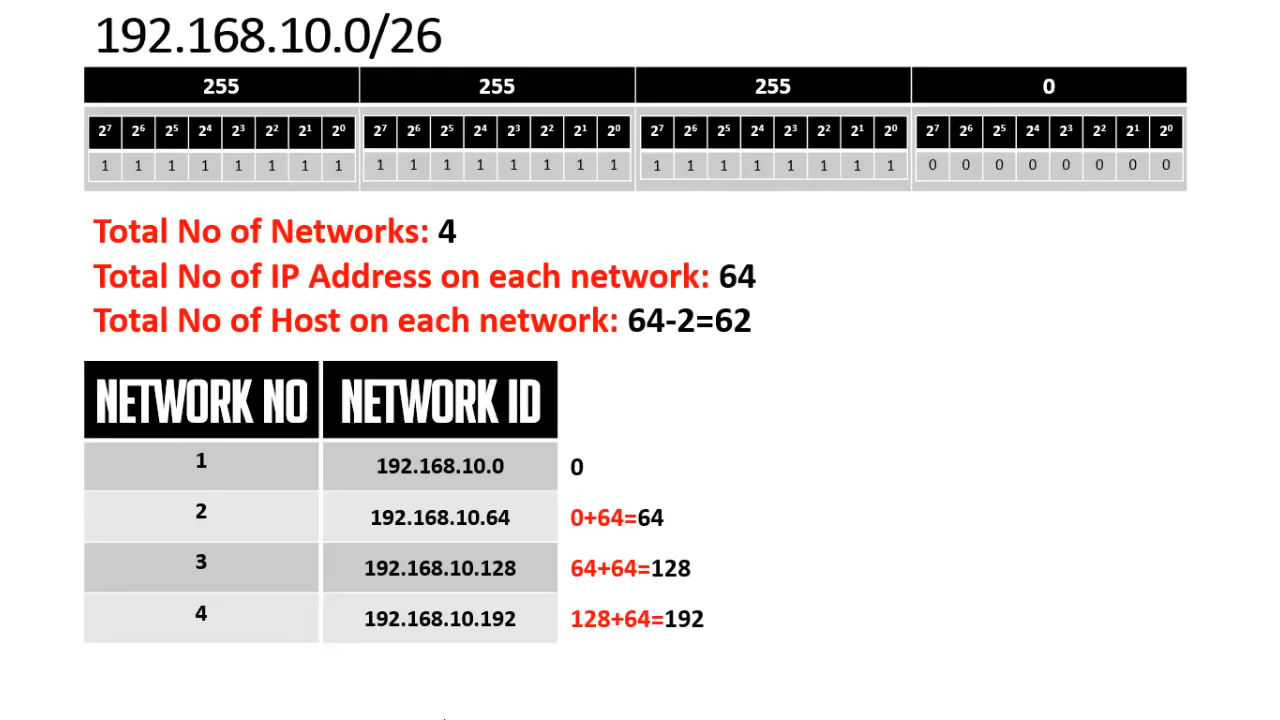 192.168.10.0/26
255 255 255 0
2⁷ 2⁶ 2⁵ 2⁴ 2³ 2² 2¹ 2⁰ 2⁷ 2⁶ 2⁵ 2⁴ 2³ 2² 2¹ 2⁰ 2⁷ 2⁶ 2⁵ 2⁴ 2³ 2² 2¹ 2⁰ 2⁷ 2⁶ 2⁵ 2⁴ 2³ 2² 2¹ 2⁰
1 1 1 1 1 1 1 1 1 1 1 1 1 1 1 1 1 1 1 1 1 1 1 1 0 0 0 0 0 0 0 0
Total No of Networks: 4
Total No of IP Address on each network: 64
Total No of Host on each network: 64-2=62
NETWORK NO NETWORK ID
1 192.168.10.0 0
2 192.168.10.64 0+64=64
3 192.168.10.128 64+64=128
4 192.168.10.192 128+64=192